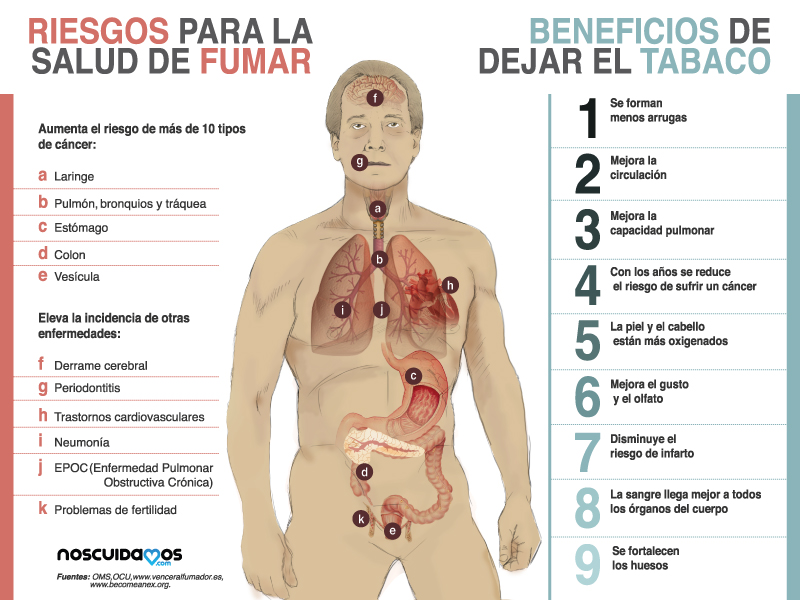 RIESGOS PARA LA
SALUD DE FUMAR
Aumenta el riesgo de más de 10 tipos
de cáncer:
a Laringe
b Pulmón, bronquios y tráquea
c Estómago
d Colon
e Vesícula
Eleva la incidencia de otras
enfermedades:
f Derrame cerebral
g Periodontitis
h Trastornos cardiovasculares
i Neumonía
j EPOC(Enfermedad Pulmonar
Obstructiva Crónica)
k Problemas de fertilidad
noscuidamos
.com
Fuentes: OMS,OCU,www.venceralfumador.es,
www.becomeanex.org.
f
g
a
b
h
i
j
c
d
k
e
BENEFICIOS DE
DEJAR EL TABACO
1 Se forman
menos arrugas
2 Mejora la
circulación
3 Mejora la
capacidad pulmonar
4 Con los años se reduce
el riesgo de sufrir un cáncer
5 La piel y el cabello
están más oxigenados
6 Mejora el gusto
y el olfato
7 Disminuye el
riesgo de infarto
8 La sangre llega mejor a todos
los órganos del cuerpo
9 Se fortalecen
los huesos